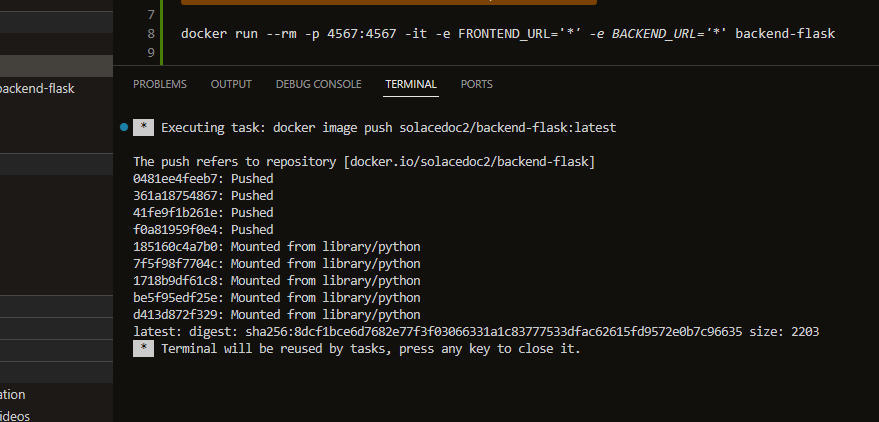 7
8 docker run --rm -p 4567:4567 -it -e FRONTEND_URL='*' -e BACKEND_URL='*' backend-flask
9
backend-flask
PROBLEMS OUTPUT DEBUG CONSOLE TERMINAL PORTS
* Executing task: docker image push solacedoc2/backend-flask:latest
The push refers to repository [docker.io/solacedoc2/backend-flask]
0481ee4feeb7: Pushed
361a18754867: Pushed
41fe9f1b261e: Pushed
f0a81959f0e4: Pushed
185160c4a7b0: Mounted from library/python
7f5f98f7704c: Mounted from library/python
1718b9df61c8: Mounted from library/python
be5f95edf25e: Mounted from library/python
d413d872f329: Mounted from library/python
latest: digest: sha256:8dcf1bce6d7682e77f3f03066331a1c83777533dfac62615fd9572e0b7c96635 size: 2203
* Terminal will be reused by tasks, press any key to close it.
ation
ideos